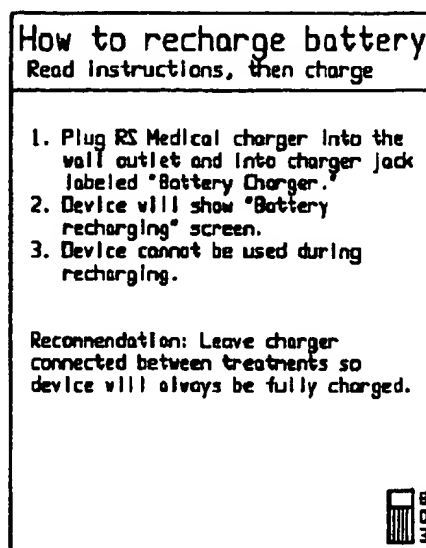 How to recharge battery
Read instructions, then charge
1. Plug RS Medical charger into the
wall outlet and into charger jack
labeled "Battery Charger."
2. Device will show "Battery
recharging" screen.
3. Device cannot be used during
recharging.
Recommendation: Leave charger
connected between treatments so
device will always be fully charged.